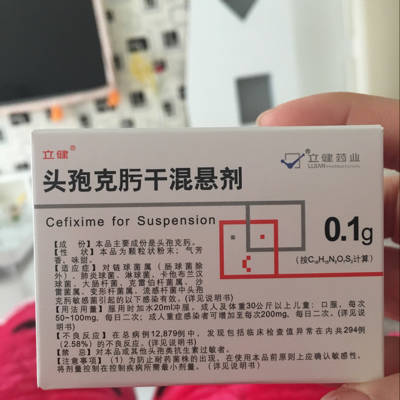 立健®
立健药业
LIJIAN
头孢克肟干混悬剂
Cefixime for Suspension
0.1g
(按C₁₆H₁₅N₅O₇S₂计算)
【成 份】本品主要成份是头孢克肟。
【性 状】本品为颗粒状粉末；气芳
香，味甜。
【适应症】对链球菌属（肠球菌除
外），肺炎球菌、淋球菌、卡他布兰汉
球菌、大肠杆菌、克雷伯杆菌属、沙
雷菌属、变形杆菌属、流感杆菌中头孢
克肟敏感菌引起的以下感染有效。(详见说明书)
【用法用量】服用时加水20ml冲服，成人及体重30公斤以上儿童：口服，每次
50~100mg，每日二次；成人重症感染者可增加至每次200mg，每日二次。(详见说明书)
【不良反应】在总病例12,879例中，发现包括临床检查值异常在内共294例
(2.58%)的不良反应。(详见说明书)
【禁 忌】对本品或其他头孢类抗生素过敏者。
【注意事项】(1)为防止耐药菌株的出现，在使用本品前原则上应确认敏感性，
将剂量控制在控制疾病所需最小剂量。(详见说明书)